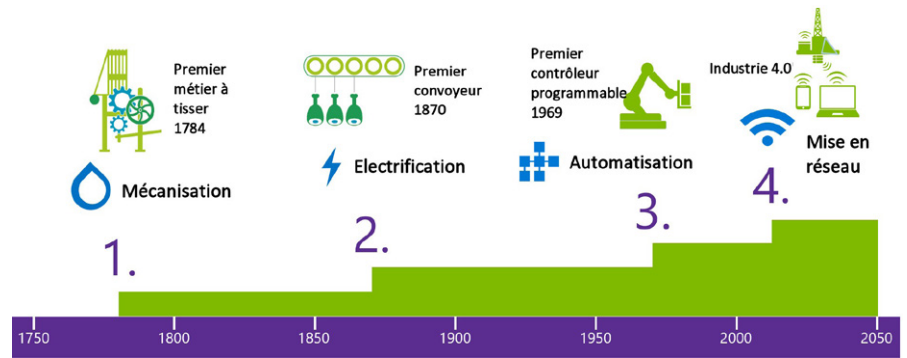 Premier
métier à
tisser
1784
Mécanisation
1.
Premier
convoyeur
1870
Electrification
2.
Premier
contrôleur
programmable
1969
Automatisation
3.
Industrie 4.0
Mise en
réseau
4.
1750
1800
1850
1900
1950
2000
2050